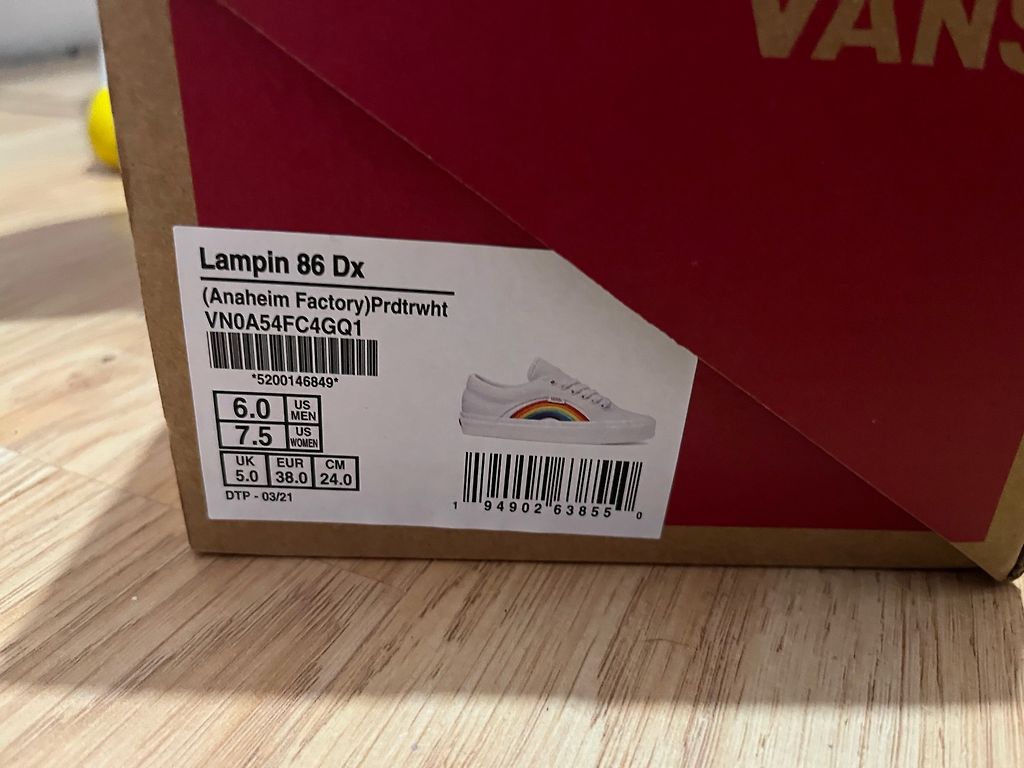 VANS
Lampin 86 Dx
(Anaheim Factory)Prdtrwht
VN0A54FC4GQ1
*5200146849*
6.0 US MEN
7.5 US WOMEN
UK EUR CM
5.0 38.0 24.0
DTP - 03/21
1 94902 63855 0